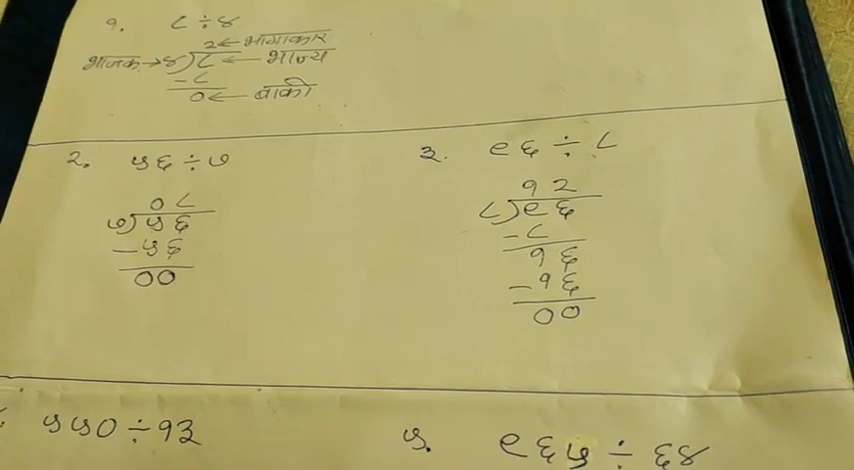 १. ८ ÷ ४
२ ← भागाकार
भाजक → ४) ८ ← भाज्य
- ८
० ← बाकी
२. ५६ ÷ ७
०८
७) ५६
- ५६
००
३. ९६ ÷ ८
१२
८) ९६
- ८
१६
- १६
००
५५० ÷ १३
५. ९६५ ÷ ६४